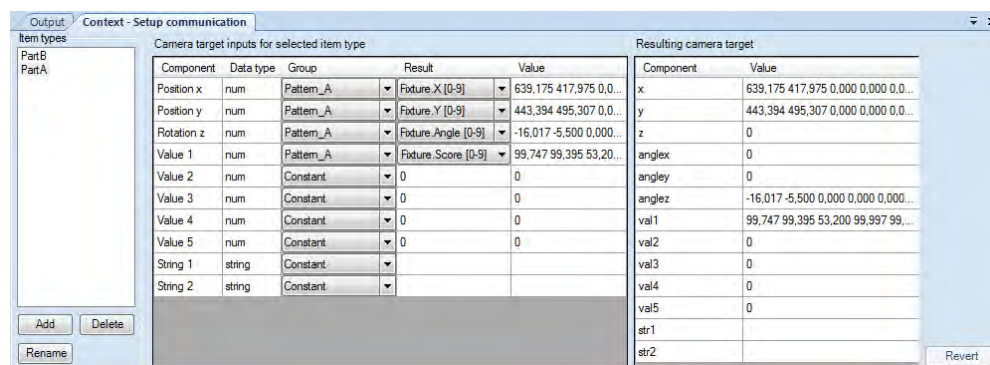 Output Context - Setup communication
Item types
PartB
PartA
Add Delete
Rename
Camera target inputs for selected item type
Component Data type Group Result Value
Position x num Pattern_A Fixture.X [0-9] 639,175 417,975 0,0...
Position y num Pattern_A Fixture.Y [0-9] 443,394 495,307 0,0...
Rotation z num Pattern_A Fixture.Angle [0-9] -16,017 -5,500 0,000...
Value 1 num Pattern_A Fixture.Score [0-9] 99,747 99,395 53,20...
Value 2 num Constant 0 0
Value 3 num Constant 0 0
Value 4 num Constant 0 0
Value 5 num Constant 0 0
String 1 string Constant
String 2 string Constant
Resulting camera target
Component Value
x 639,175 417,975 0,000 0,000 0,0...
y 443,394 495,307 0,000 0,000 0,0...
z 0
anglex 0
angley 0
anglez -16,017 -5,500 0,000 0,000 0,000...
val1 99,747 99,395 53,200 99,997 99,...
val2 0
val3 0
val4 0
val5 0
str1
str2
Revert